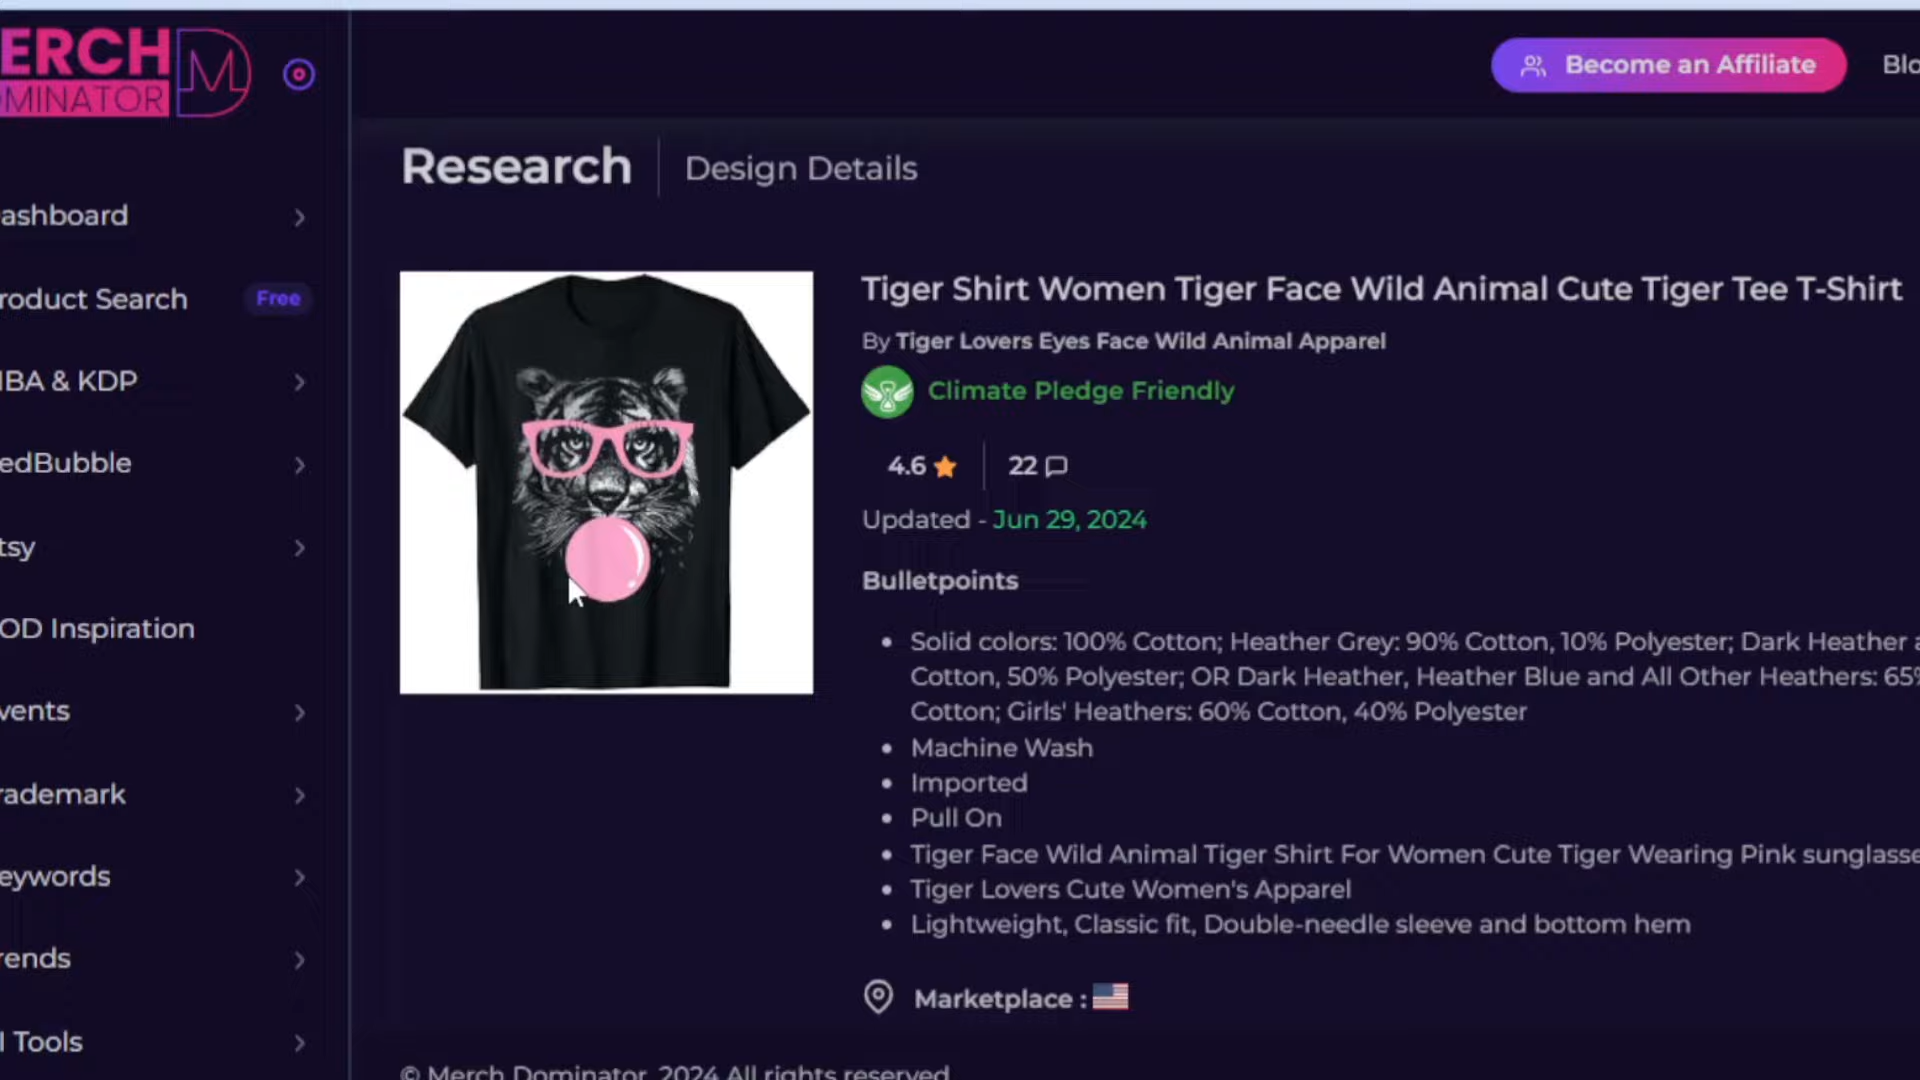 ERCH
OMINATOR
Become an Affiliate
Blo
Research
Design Details
ashboard
roduct Search
Free
BA & KDP
edBubble
tsy
OD Inspiration
vents
rademark
eywords
rends
I Tools
Tiger Shirt Women Tiger Face Wild Animal Cute Tiger Tee T-Shirt
By Tiger Lovers Eyes Face Wild Animal Apparel
Climate Pledge Friendly
4.6
22
Updated - Jun 29, 2024
Bulletpoints
Solid colors: 100% Cotton; Heather Grey: 90% Cotton, 10% Polyester; Dark Heather a
Cotton, 50% Polyester; OR Dark Heather, Heather Blue and All Other Heathers: 65%
Cotton; Girls' Heathers: 60% Cotton, 40% Polyester
Machine Wash
Imported
Pull On
Tiger Face Wild Animal Tiger Shirt For Women Cute Tiger Wearing Pink sunglasse
Tiger Lovers Cute Women's Apparel
Lightweight, Classic fit, Double-needle sleeve and bottom hem
Marketplace :
© Merch Dominator, 2024 All rights reserved